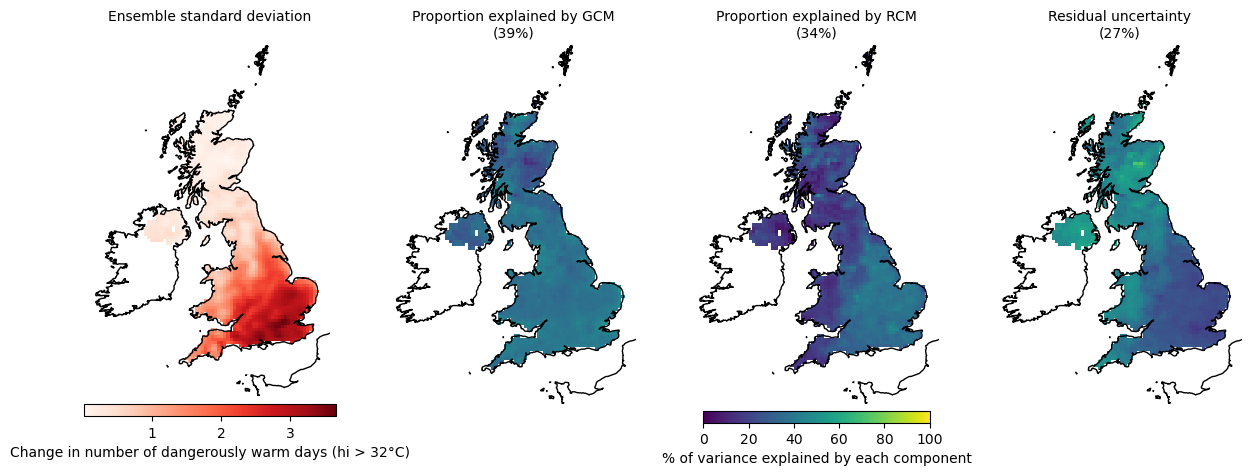 Ensemble standard deviation
Proportion explained by GCM
(39%)
Proportion explained by RCM
(34%)
Residual uncertainty
(27%)
1 2 3
Change in number of dangerously warm days (hi > 32°C)
0 20 40 60 80 100
% of variance explained by each component